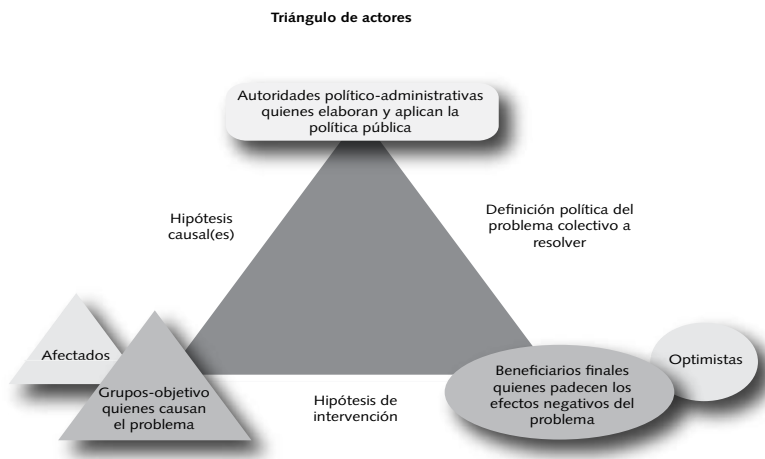 Triángulo de actores
Autoridades político-administrativas
quienes elaboran y aplican la
política pública
Hipótesis
causal(es)
Definición política del
problema colectivo a
resolver
Afectados
Grupos-objetivo
quienes causan
el problema
Hipótesis de
intervención
Beneficiarios finales
quienes padecen los
efectos negativos del
problema
Optimistas